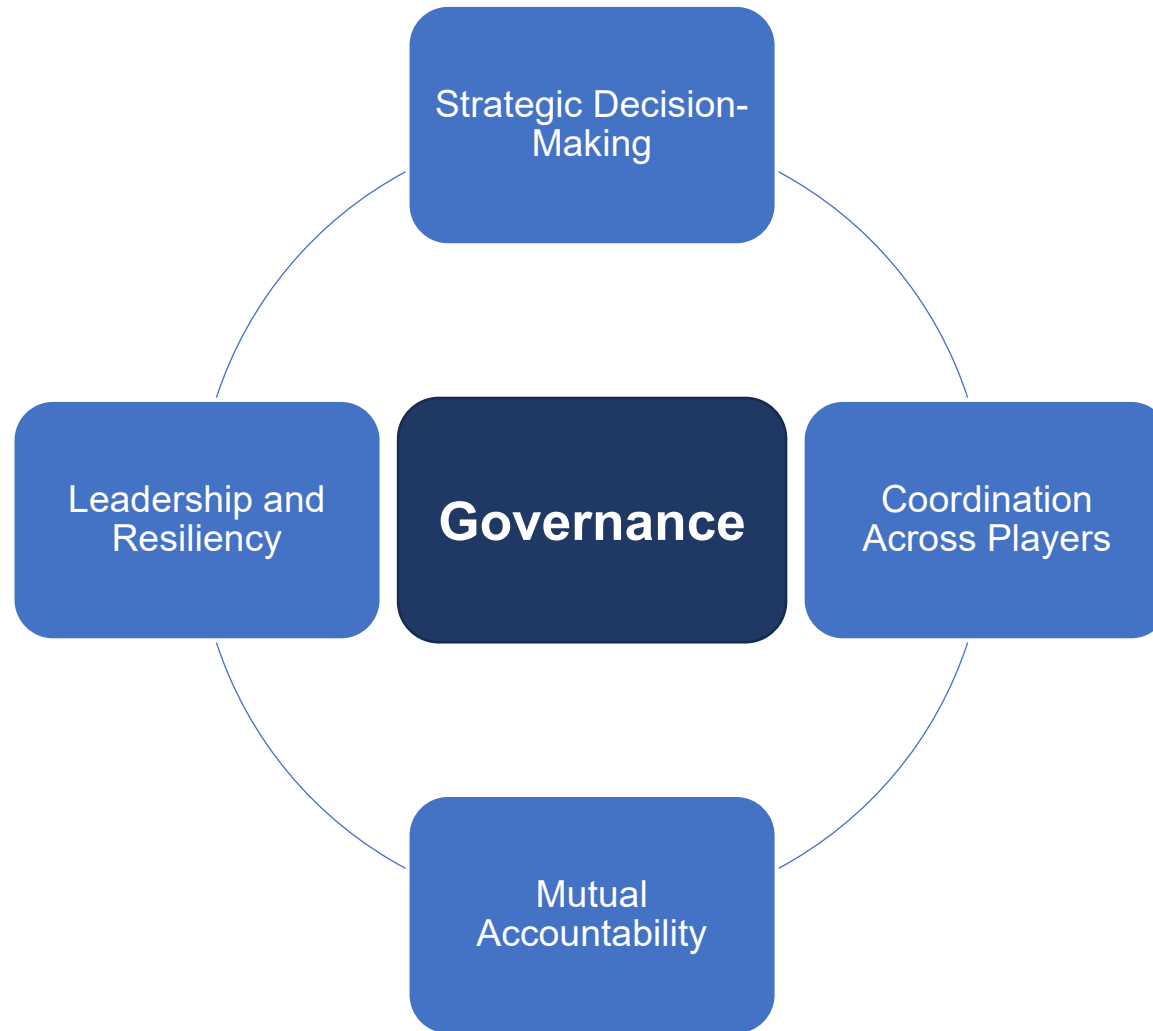 Strategic Decision-
Making
Leadership and
Resiliency
Governance
Coordination
Across Players
Mutual
Accountability